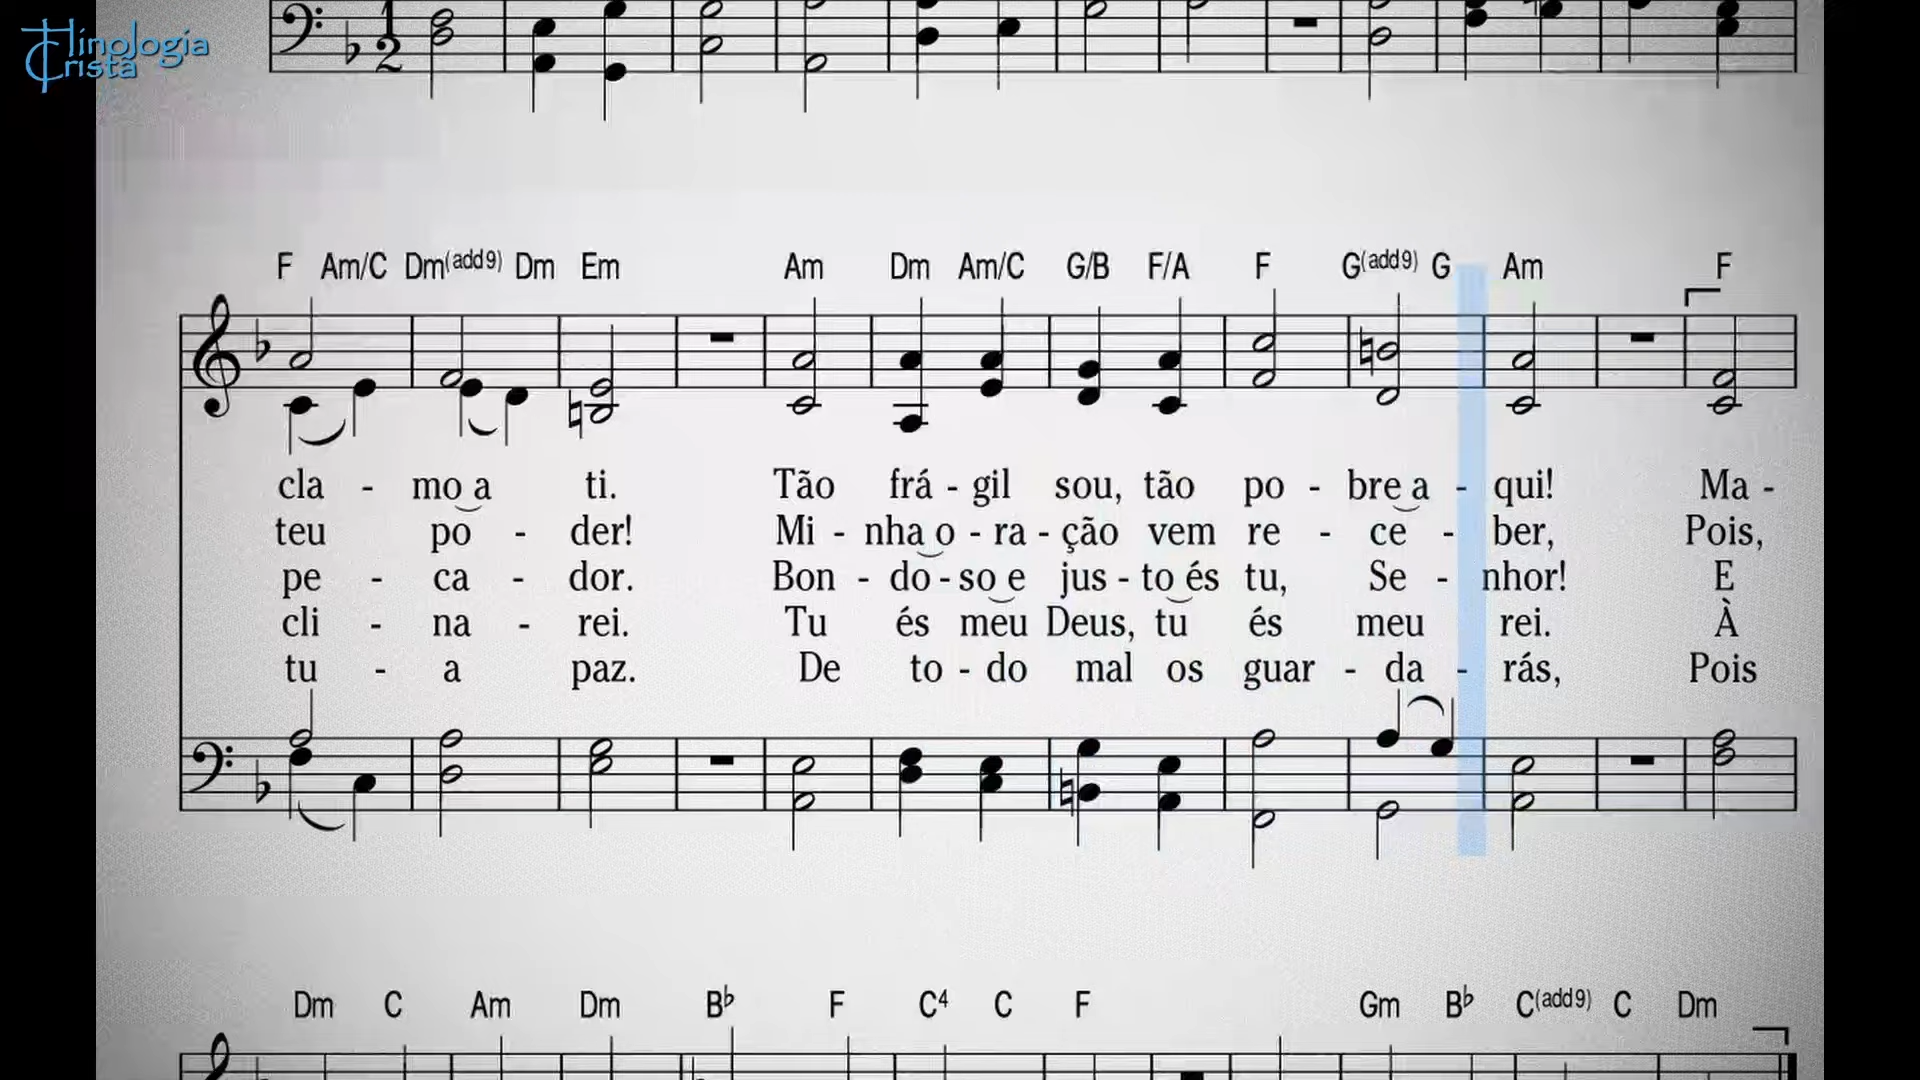 Hinologia
Cristã
1
2
F Am/C Dm(add9) Dm Em Am Dm Am/C G/B F/A F G(add9) G Am F
cla - mo a ti. Tão frá - gil sou, tão po - bre a - qui! Ma -
teu po - der! Mi - nha o - ra - ção vem re - ce - ber, Pois,
pe - ca - dor. Bon - do - so e jus - to és tu, Se - nhor! E
cli - na - rei. Tu és meu Deus, tu és meu rei. À
tu - a paz. De to - do mal os guar - da - rás, Pois
Dm C Am Dm B♭ F C4 C F Gm B♭ C(add9) C Dm